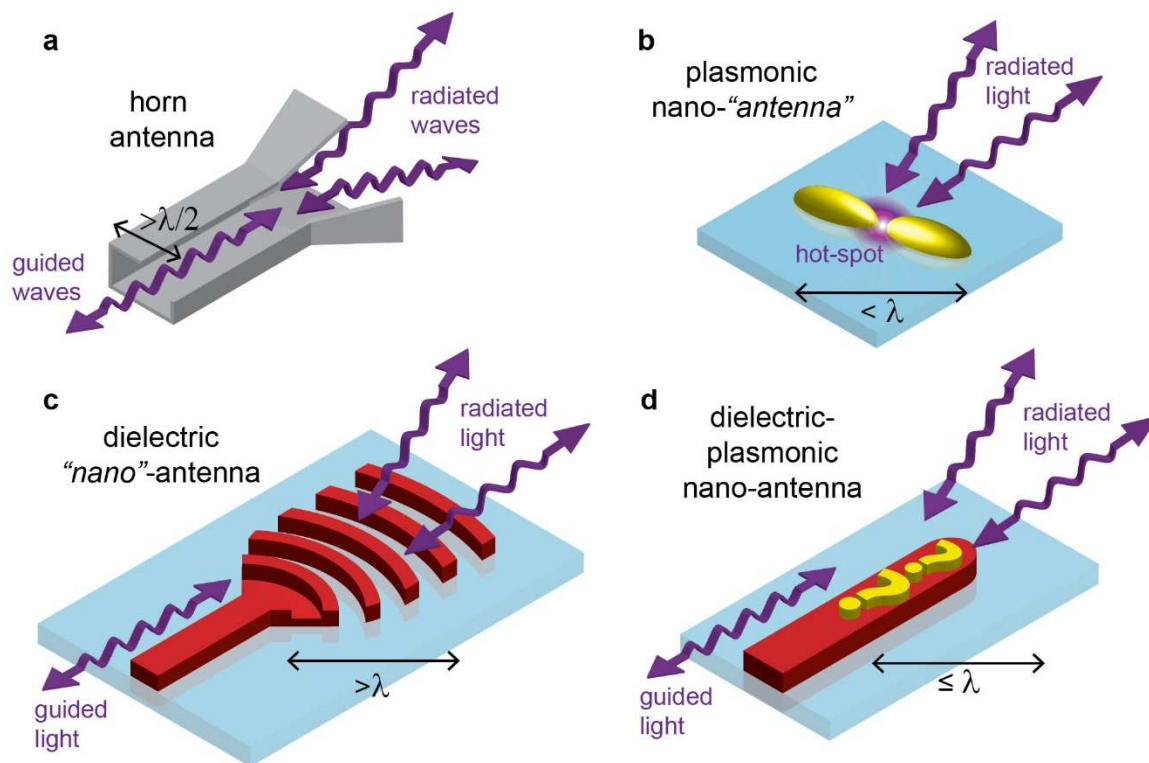 a
horn
antenna
radiated
waves
>λ/2
guided
waves
b
plasmonic
nano-“antenna”
radiated
light
hot-spot
< λ
c
dielectric
“nano”-antenna
radiated
light
guided
light
>λ
d
dielectric-
plasmonic
nano-antenna
radiated
light
¿?¿?
guided
light
≤ λ